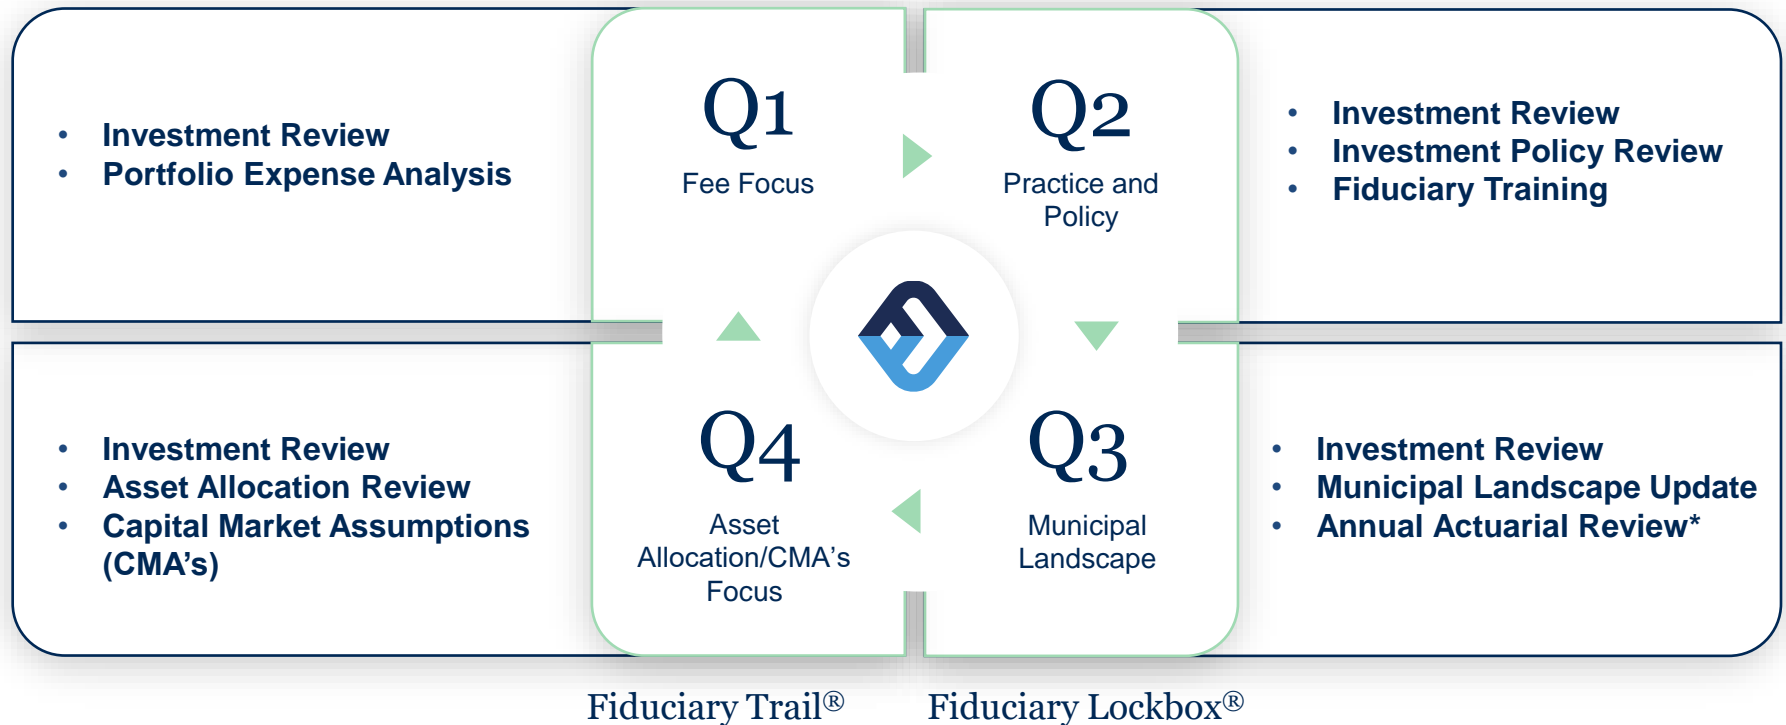 • Investment Review
• Portfolio Expense Analysis
Q1
Fee Focus
Q2
Practice and
Policy
• Investment Review
• Investment Policy Review
• Fiduciary Training
• Investment Review
• Asset Allocation Review
• Capital Market Assumptions
(CMA’s)
Q4
Asset
Allocation/CMA’s
Focus
Q3
Municipal
Landscape
• Investment Review
• Municipal Landscape Update
• Annual Actuarial Review*
Fiduciary Trail®
Fiduciary Lockbox®